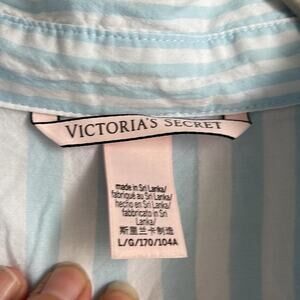 VICTORIA'S SECRET
made in Sri Lanka/
fabriqué au Sri Lanka/
hecho en Sri Lanka/
fabbricato in
Sri Lanka/
斯里兰卡制造
L/G/170/104A